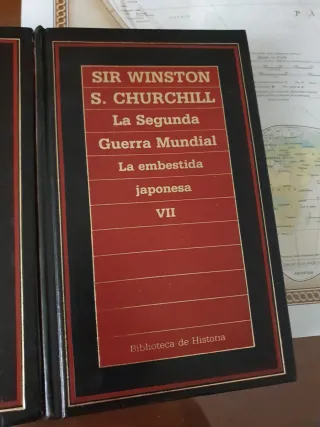 SIR WINSTON
S. CHURCHILL
La Segunda
Guerra Mundial
La embestida
japonesa
VII
Biblioteca de Historia